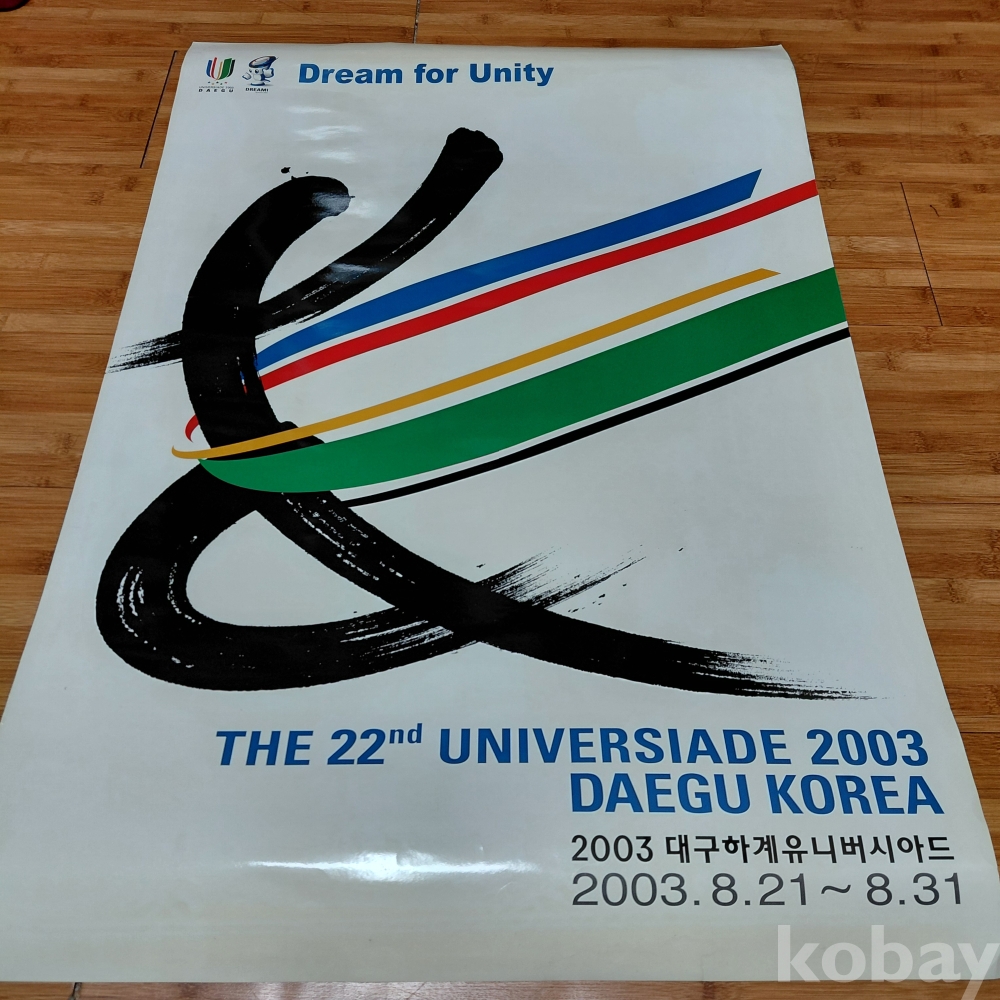 DAEGU
DREAMI
Dream for Unity
THE 22nd UNIVERSIADE 2003
DAEGU KOREA
2003 대구하계유니버시아드
2003. 8. 21 ~ 8. 31
kobay